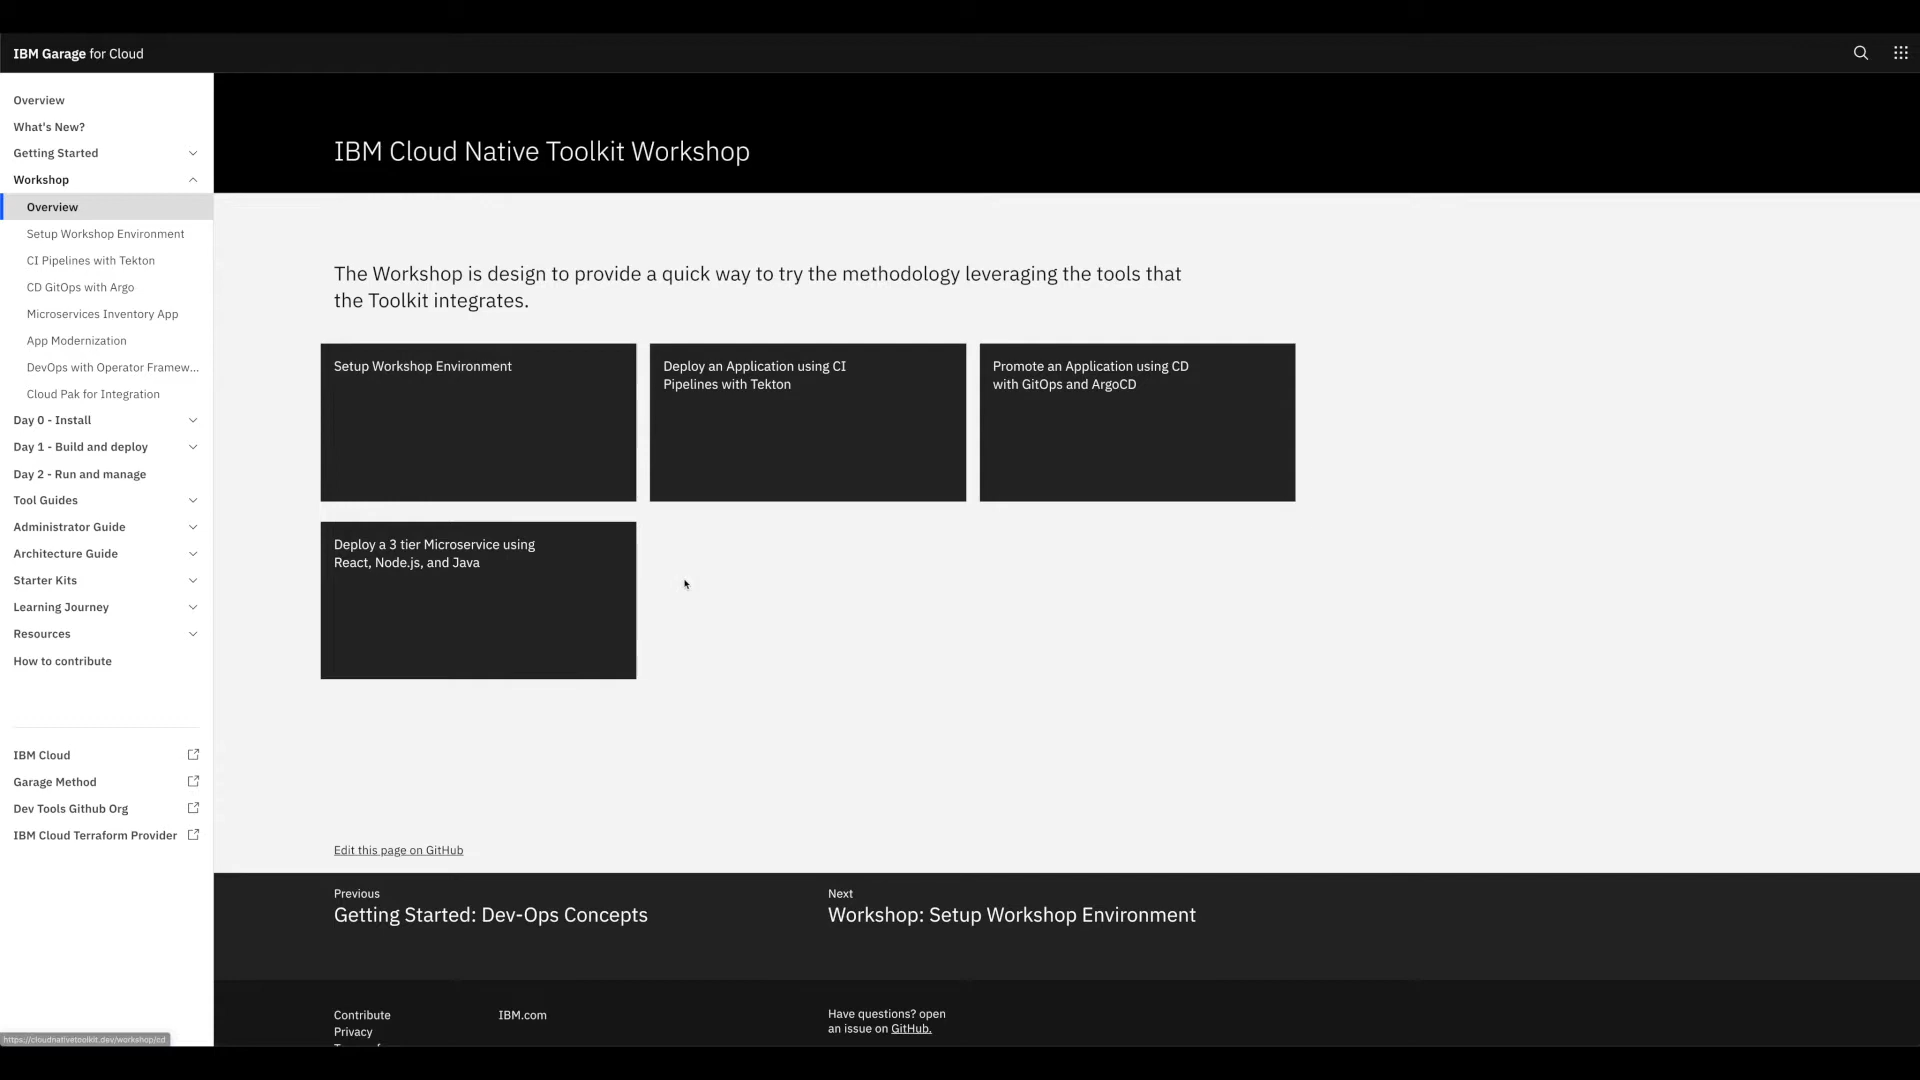 IBM Garage for Cloud
Overview
What's New?
Getting Started
Workshop
Overview
Setup Workshop Environment
CI Pipelines with Tekton
CD GitOps with Argo
Microservices Inventory App
App Modernization
DevOps with Operator Framew...
Cloud Pak for Integration
Day 0 - Install
Day 1 - Build and deploy
Day 2 - Run and manage
Tool Guides
Administrator Guide
Architecture Guide
Starter Kits
Learning Journey
Resources
How to contribute
IBM Cloud
Garage Method
Dev Tools Github Org
IBM Cloud Terraform Provider
https://cloudnativetoolkit.dev/workshop/cd
IBM Cloud Native Toolkit Workshop
The Workshop is design to provide a quick way to try the methodology leveraging the tools that
the Toolkit integrates.
Setup Workshop Environment
Deploy an Application using CI
Pipelines with Tekton
Promote an Application using CD
with GitOps and ArgoCD
Deploy a 3 tier Microservice using
React, Node.js, and Java
Edit this page on GitHub
Previous
Getting Started: Dev-Ops Concepts
Next
Workshop: Setup Workshop Environment
Contribute
Privacy
IBM.com
Have questions? open
an issue on GitHub.